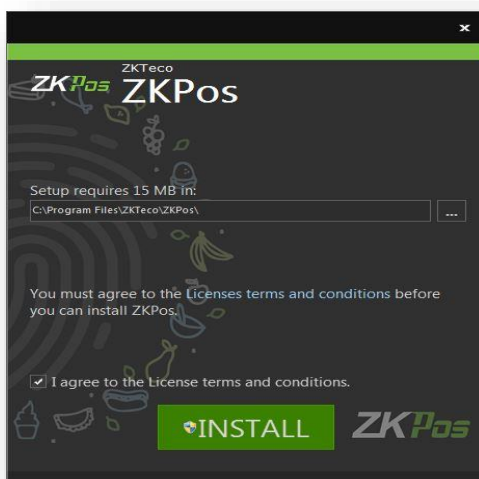 x
ZKTeco
ZKPos ZKPos
Setup requires 15 MB in:
C:\Program Files\ZKTeco\ZKPos\
...
You must agree to the Licenses terms and conditions before
you can install ZKPos.
I agree to the License terms and conditions.
INSTALL
ZKPos